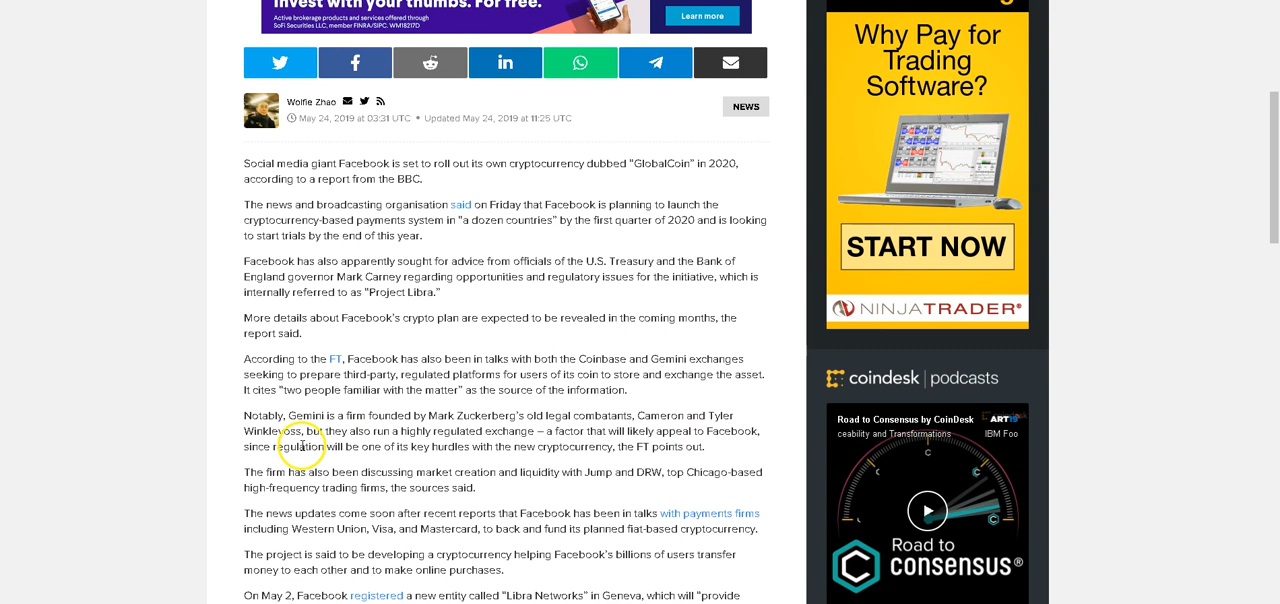 Invest with your thumbs. For free.
Active brokerage products and services offered through
SoFi Securities LLC, member FINRA/SIPC. WM18217D
Learn more
Wolfie Zhao
May 24, 2019 at 03:31 UTC • Updated May 24, 2019 at 11:25 UTC
NEWS
Social media giant Facebook is set to roll out its own cryptocurrency dubbed “GlobalCoin” in 2020,
according to a report from the BBC.
The news and broadcasting organisation said on Friday that Facebook is planning to launch the
cryptocurrency-based payments system in “a dozen countries” by the first quarter of 2020 and is looking
to start trials by the end of this year.
Facebook has also apparently sought for advice from officials of the U.S. Treasury and the Bank of
England governor Mark Carney regarding opportunities and regulatory issues for the initiative, which is
internally referred to as “Project Libra.”
More details about Facebook’s crypto plan are expected to be revealed in the coming months, the
report said.
According to the FT, Facebook has also been in talks with both the Coinbase and Gemini exchanges
seeking to prepare third-party, regulated platforms for users of its coin to store and exchange the asset.
It cites “two people familiar with the matter” as the source of the information.
Notably, Gemini is a firm founded by Mark Zuckerberg’s old legal combatants, Cameron and Tyler
Winklevoss, but they also run a highly regulated exchange – a factor that will likely appeal to Facebook,
since regulation will be one of its key hurdles with the new cryptocurrency, the FT points out.
The firm has also been discussing market creation and liquidity with Jump and DRW, top Chicago-based
high-frequency trading firms, the sources said.
The news updates come soon after recent reports that Facebook has been in talks with payments firms
including Western Union, Visa, and Mastercard, to back and fund its planned fiat-based cryptocurrency.
The project is said to be developing a cryptocurrency helping Facebook’s billions of users transfer
money to each other and to make online purchases.
On May 2, Facebook registered a new entity called “Libra Networks” in Geneva, which will “provide
Why Pay for
Trading
Software?
START NOW
NINJATRADER®
coindesk | podcasts
Road to Consensus by CoinDesk
ART19
ceability and Transformations
IBM Foo
Road to
consensus®